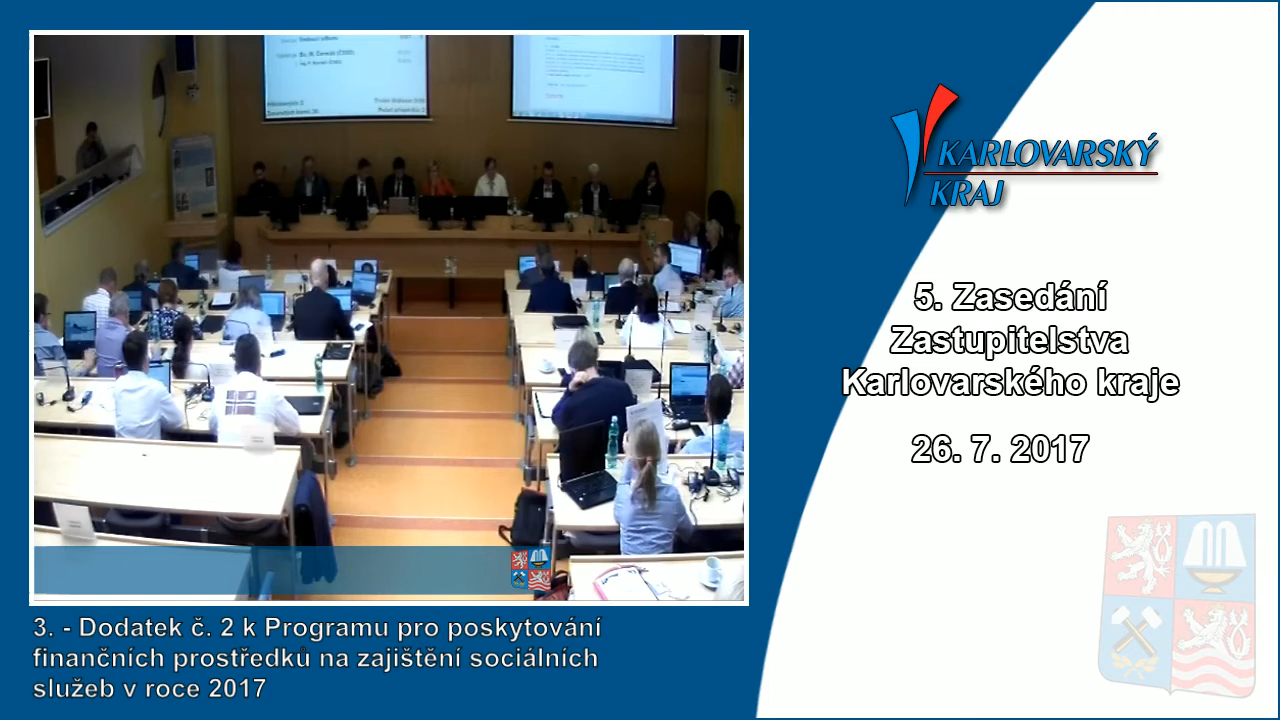 KARLOVARSKÝ
KRAJ
5. Zasedání
Zastupitelstva
Karlovarského kraje
26. 7. 2017
3. - Dodatek č. 2 k Programu pro poskytování
finančních prostředků na zajištění sociálních
služeb v roce 2017